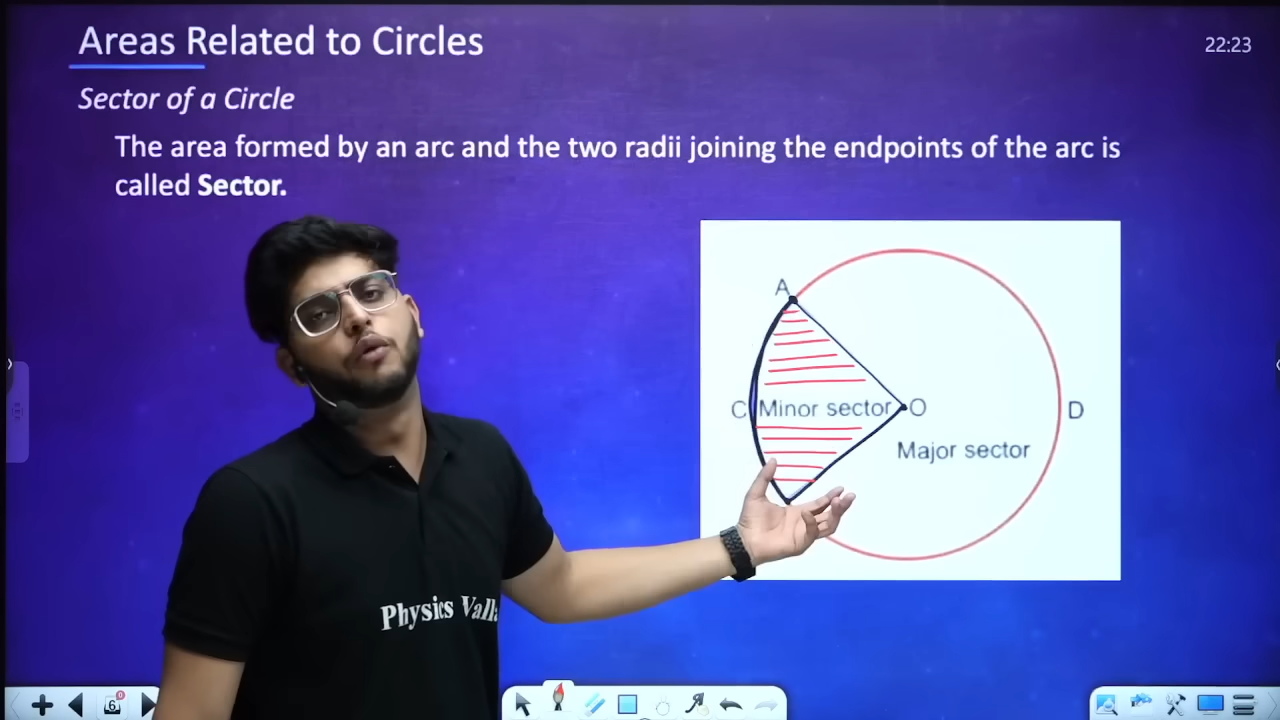 Areas Related to Circles
22:23
Sector of a Circle
The area formed by an arc and the two radii joining the endpoints of the arc is
called Sector.
A
C
Minor sector
O
D
Major sector
Physics
6
0